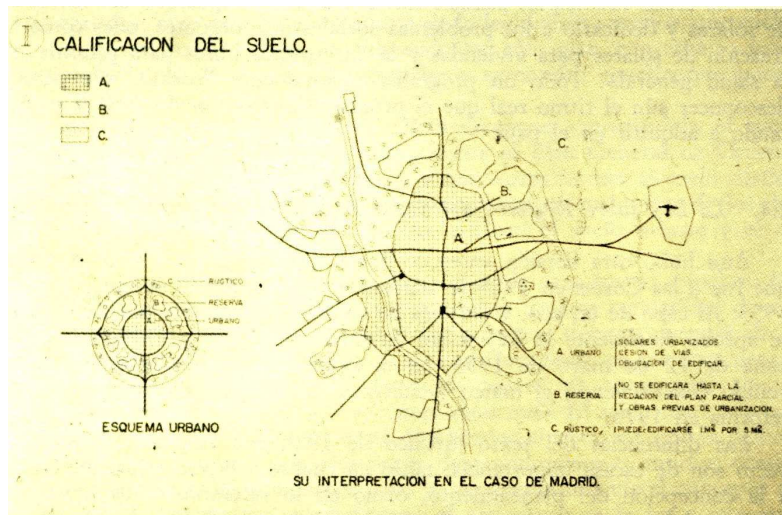 I
CALIFICACION DEL SUELO.
A.
B.
C.
C.
B.
A.
C
RUSTICO
B
RESERVA
A
URBANO
ESQUEMA URBANO
A URBANO
SOLARES URBANIZADOS
CESION DE VIAS.
OBLIGACION DE EDIFICAR.
B. RESERVA.
NO SE EDIFICARA HASTA LA
REDACION DEL PLAN PARCIAL
Y OBRAS PREVIAS DE URBANIZACION.
C. RUSTICO.
PUEDE EDIFICARSE 1 M² POR 5 M²
SU INTERPRETACION EN EL CASO DE MADRID.